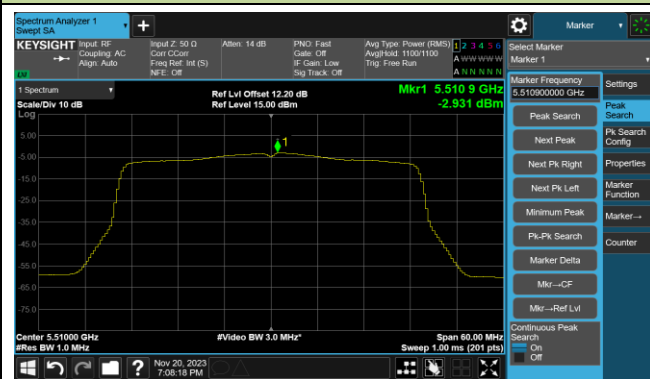 Spectrum Analyzer 1
Swept SA
Marker
KEYSIGHT
Input: RF
Coupling: AC
Align: Auto
Input Z: 50 Ω
Corr CCorr
Freq Ref: Int (S)
NFE: Off
Atten: 14 dB
PNO: Fast
Gate: Off
IF Gain: Low
Sig Track: Off
Avg Type: Power (RMS)
Avg|Hold: 1100/1100
Trig: Free Run
1 2 3 4 5 6
A W W W W W
A N N N N N
Select Marker
Marker 1
LXI
1 Spectrum
Scale/Div 10 dB
Log
Ref Lvl Offset 12.20 dB
Ref Level 15.00 dBm
Mkr1 5.510 9 GHz
-2.931 dBm
1
5.00
-5.00
-15.0
-25.0
-35.0
-45.0
-55.0
-65.0
-75.0
Center 5.51000 GHz
#Res BW 1.0 MHz
#Video BW 3.0 MHz*
Span 60.00 MHz
Sweep 1.00 ms (201 pts)
Marker Frequency
5.510900000 GHz
Peak Search
Next Peak
Next Pk Right
Next Pk Left
Minimum Peak
Pk-Pk Search
Marker Delta
Mkr→CF
Mkr→Ref Lvl
Continuous Peak
Search
On
Off
Settings
Peak
Search
Pk Search
Config
Properties
Marker
Function
Marker→
Counter
Nov 20, 2023
7:08:18 PM